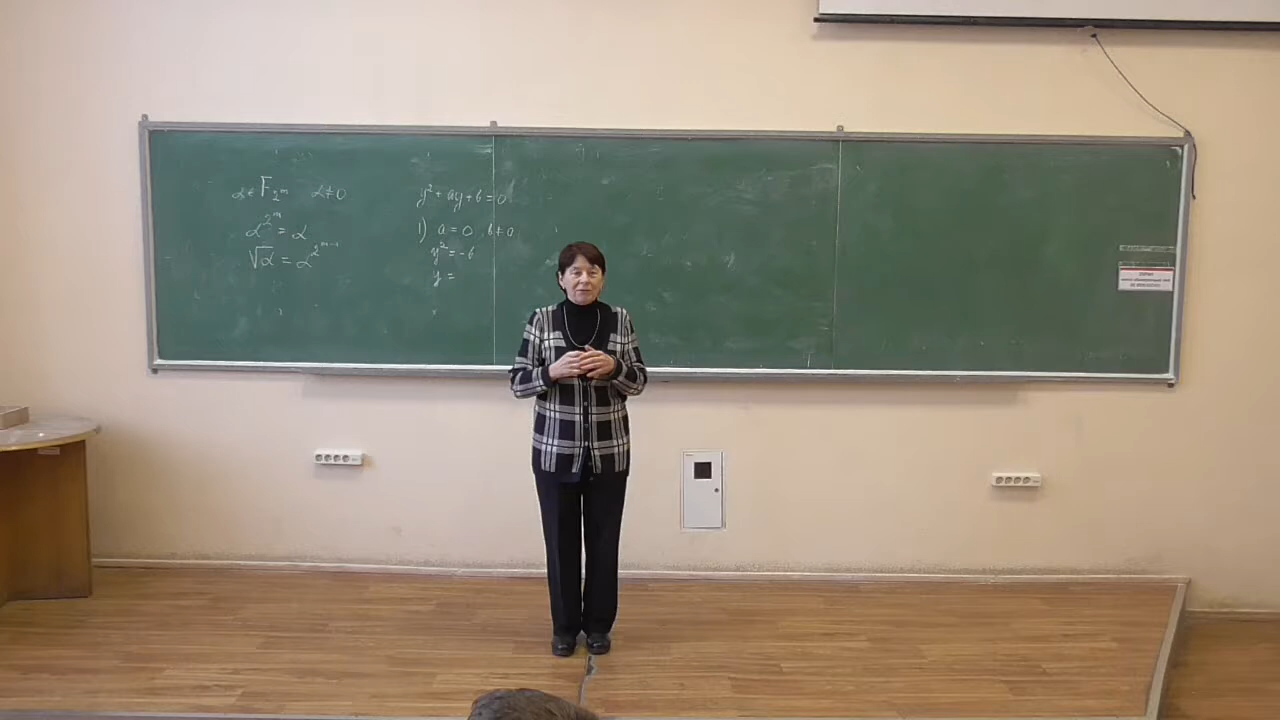 α ∈ F_{2^m} α ≠ 0
α^{2^m} = α
√α = α^{2^{m-1}}
y² + ay + b = 0
1) a = 0, b ≠ 0
y² = -b
y =